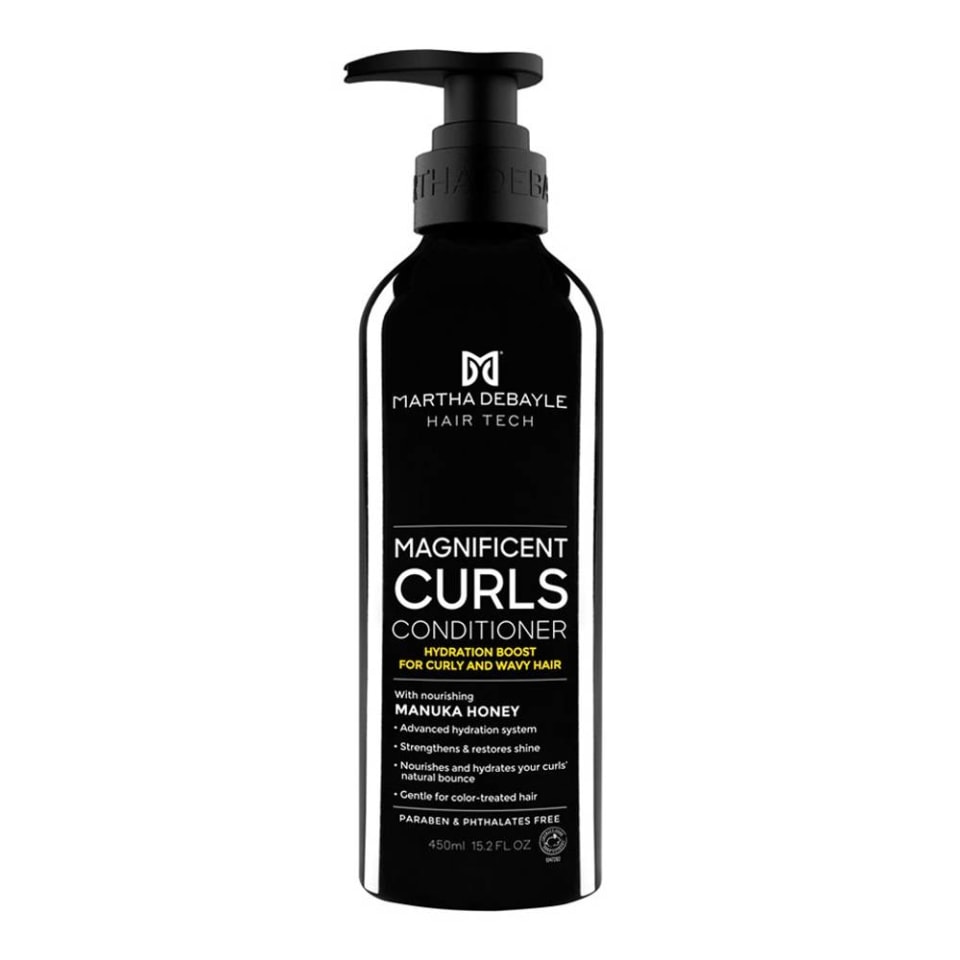 RTHA DEBA
MARTHA DEBAYLE
HAIR TECH
MAGNIFICENT
CURLS
CONDITIONER
HYDRATION BOOST
FOR CURLY AND WAVY HAIR
With nourishing
MANUKA HONEY
• Advanced hydration system
• Strengthens & restores shine
• Nourishes and hydrates your curls'
natural bounce
• Gentle for color-treated hair
PARABEN & PHTHALATES FREE
450ml 15.2 FL OZ